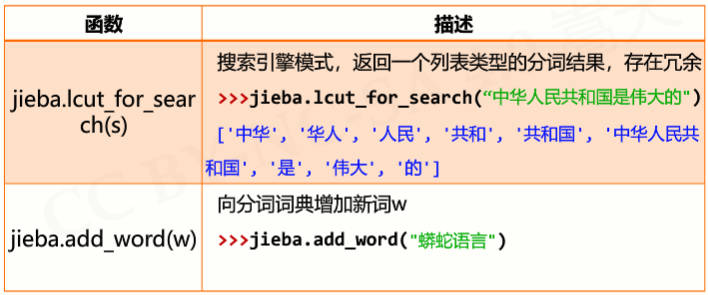 函数 描述
搜索引擎模式，返回一个列表类型的分词结果，存在冗余
jieba.lcut_for_sear
ch(s)
>>>jieba.lcut_for_search(“中华人民共和国是伟大的")
['中华', '华人', '人民', '共和', '共和国', '中华人民共
和国', '是', '伟大', '的']
向分词词典增加新词w
jieba.add_word(w)
>>>jieba.add_word("蟒蛇语言")